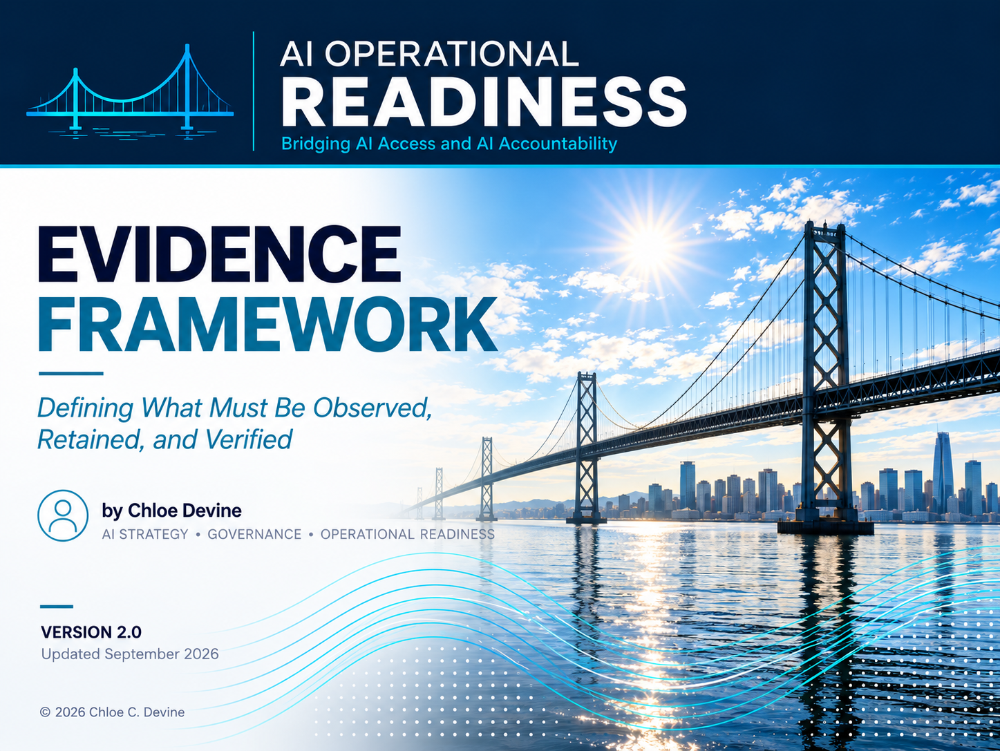 AI OPERATIONAL
READINESS
Bridging AI Access and AI Accountability
EVIDENCE
FRAMEWORK
Defining What Must Be Observed,
Retained, and Verified
by Chloe Devine
AI STRATEGY • GOVERNANCE • OPERATIONAL READINESS
VERSION 2.0
Updated September 2026
© 2026 Chloe C. Devine